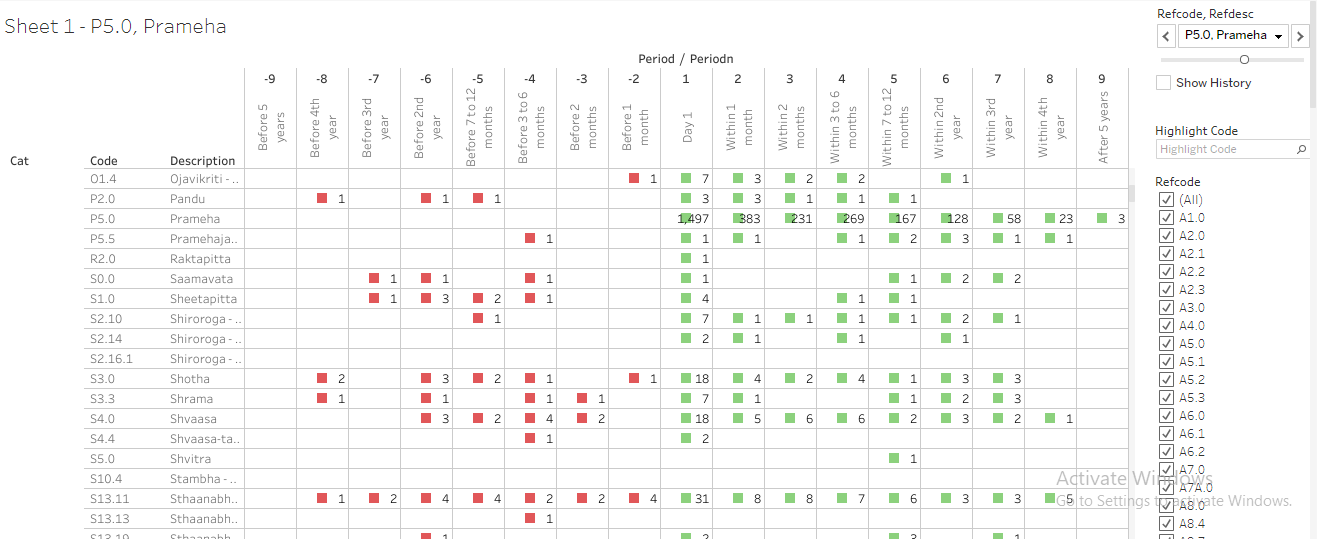 Sheet 1 - P5.0, Prameha
Refcode, Refdesc
P5.0, Prameha
Show History
Highlight Code
Highlight Code
Period / Periodn
-9 -8 -7 -6 -5 -4 -3 -2 1 2 3 4 5 6 7 8 9
Before 5 years
Before 4th year
Before 3rd year
Before 2nd year
Before 7 to 12 months
Before 3 to 6 months
Before 2 months
Before 1 month
Day 1
Within 1 month
Within 2 months
Within 3 to 6 months
Within 7 to 12 months
Within 2nd year
Within 3rd year
Within 4th year
After 5 years
Cat Code Description
O1.4 Ojavikriti - .. 1 7 3 2 2 1
P2.0 Pandu 1 1 1 3 3 1 1 1
P5.0 Prameha 1,497 383 231 269 167 128 58 23 3
P5.5 Pramehaja.. 1 1 1 1 2 3 1 1
R2.0 Raktapitta 1
S0.0 Saamavata 1 1 1 1 1 2 2
S1.0 Sheetapitta 1 3 2 1 4 1 1
S2.10 Shiroroga - .. 1 7 1 1 1 1 2 1
S2.14 Shiroroga - .. 2 1 1 1
S2.16.1 Shiroroga - ..
S3.0 Shotha 2 3 2 1 1 18 4 2 4 1 3 3
S3.3 Shrama 1 1 1 1 7 1 1 2 3
S4.0 Shvaasa 3 2 4 2 18 5 6 6 2 3 2 1
S4.4 Shvaasa-ta.. 1 2
S5.0 Shvitra 1
S10.4 Stambha - ..
S13.11 Sthaanabh.. 1 2 4 4 2 2 4 31 8 8 7 6 3 3 5
S13.13 Sthaanabh.. 1
S13.19 Sthaanabh.. 1 2 3 1
Refcode
(All)
A1.0
A2.0
A2.1
A2.2
A2.3
A3.0
A4.0
A5.0
A5.1
A5.2
A5.3
A6.0
A6.1
A6.2
A7.0
A7A.0
A8.0
A8.4
Activate Windows
Go to Settings to activate Windows.